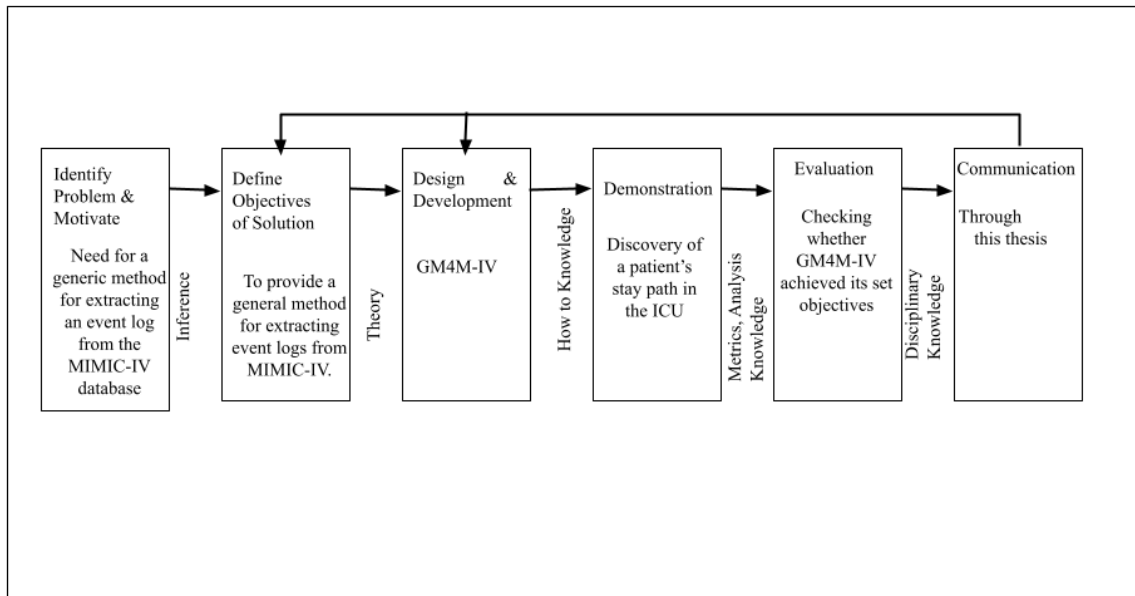 Identify
Problem &
Motivate
Need for a
generic method
for extracting
an event log
from the
MIMIC-IV
database
Inference
Define
Objectives
of Solution
To provide a
general method
for extracting
event logs from
MIMIC-IV.
Theory
Design &
Development
GM4M-IV
How to Knowledge
Demonstration
Discovery of
a patient's
stay path in
the ICU
Metrics, Analysis
Knowledge
Evaluation
Checking
whether
GM4M-IV
achieved its set
objectives
Disciplinary
Knowledge
Communication
Through
this thesis